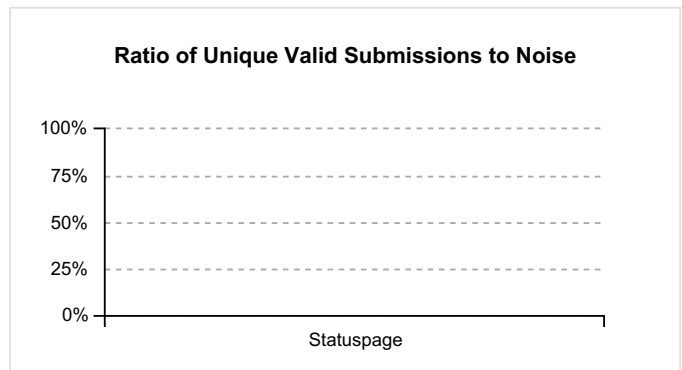 Ratio of Unique Valid Submissions to Noise
100%
75%
50%
25%
0%
Statuspage